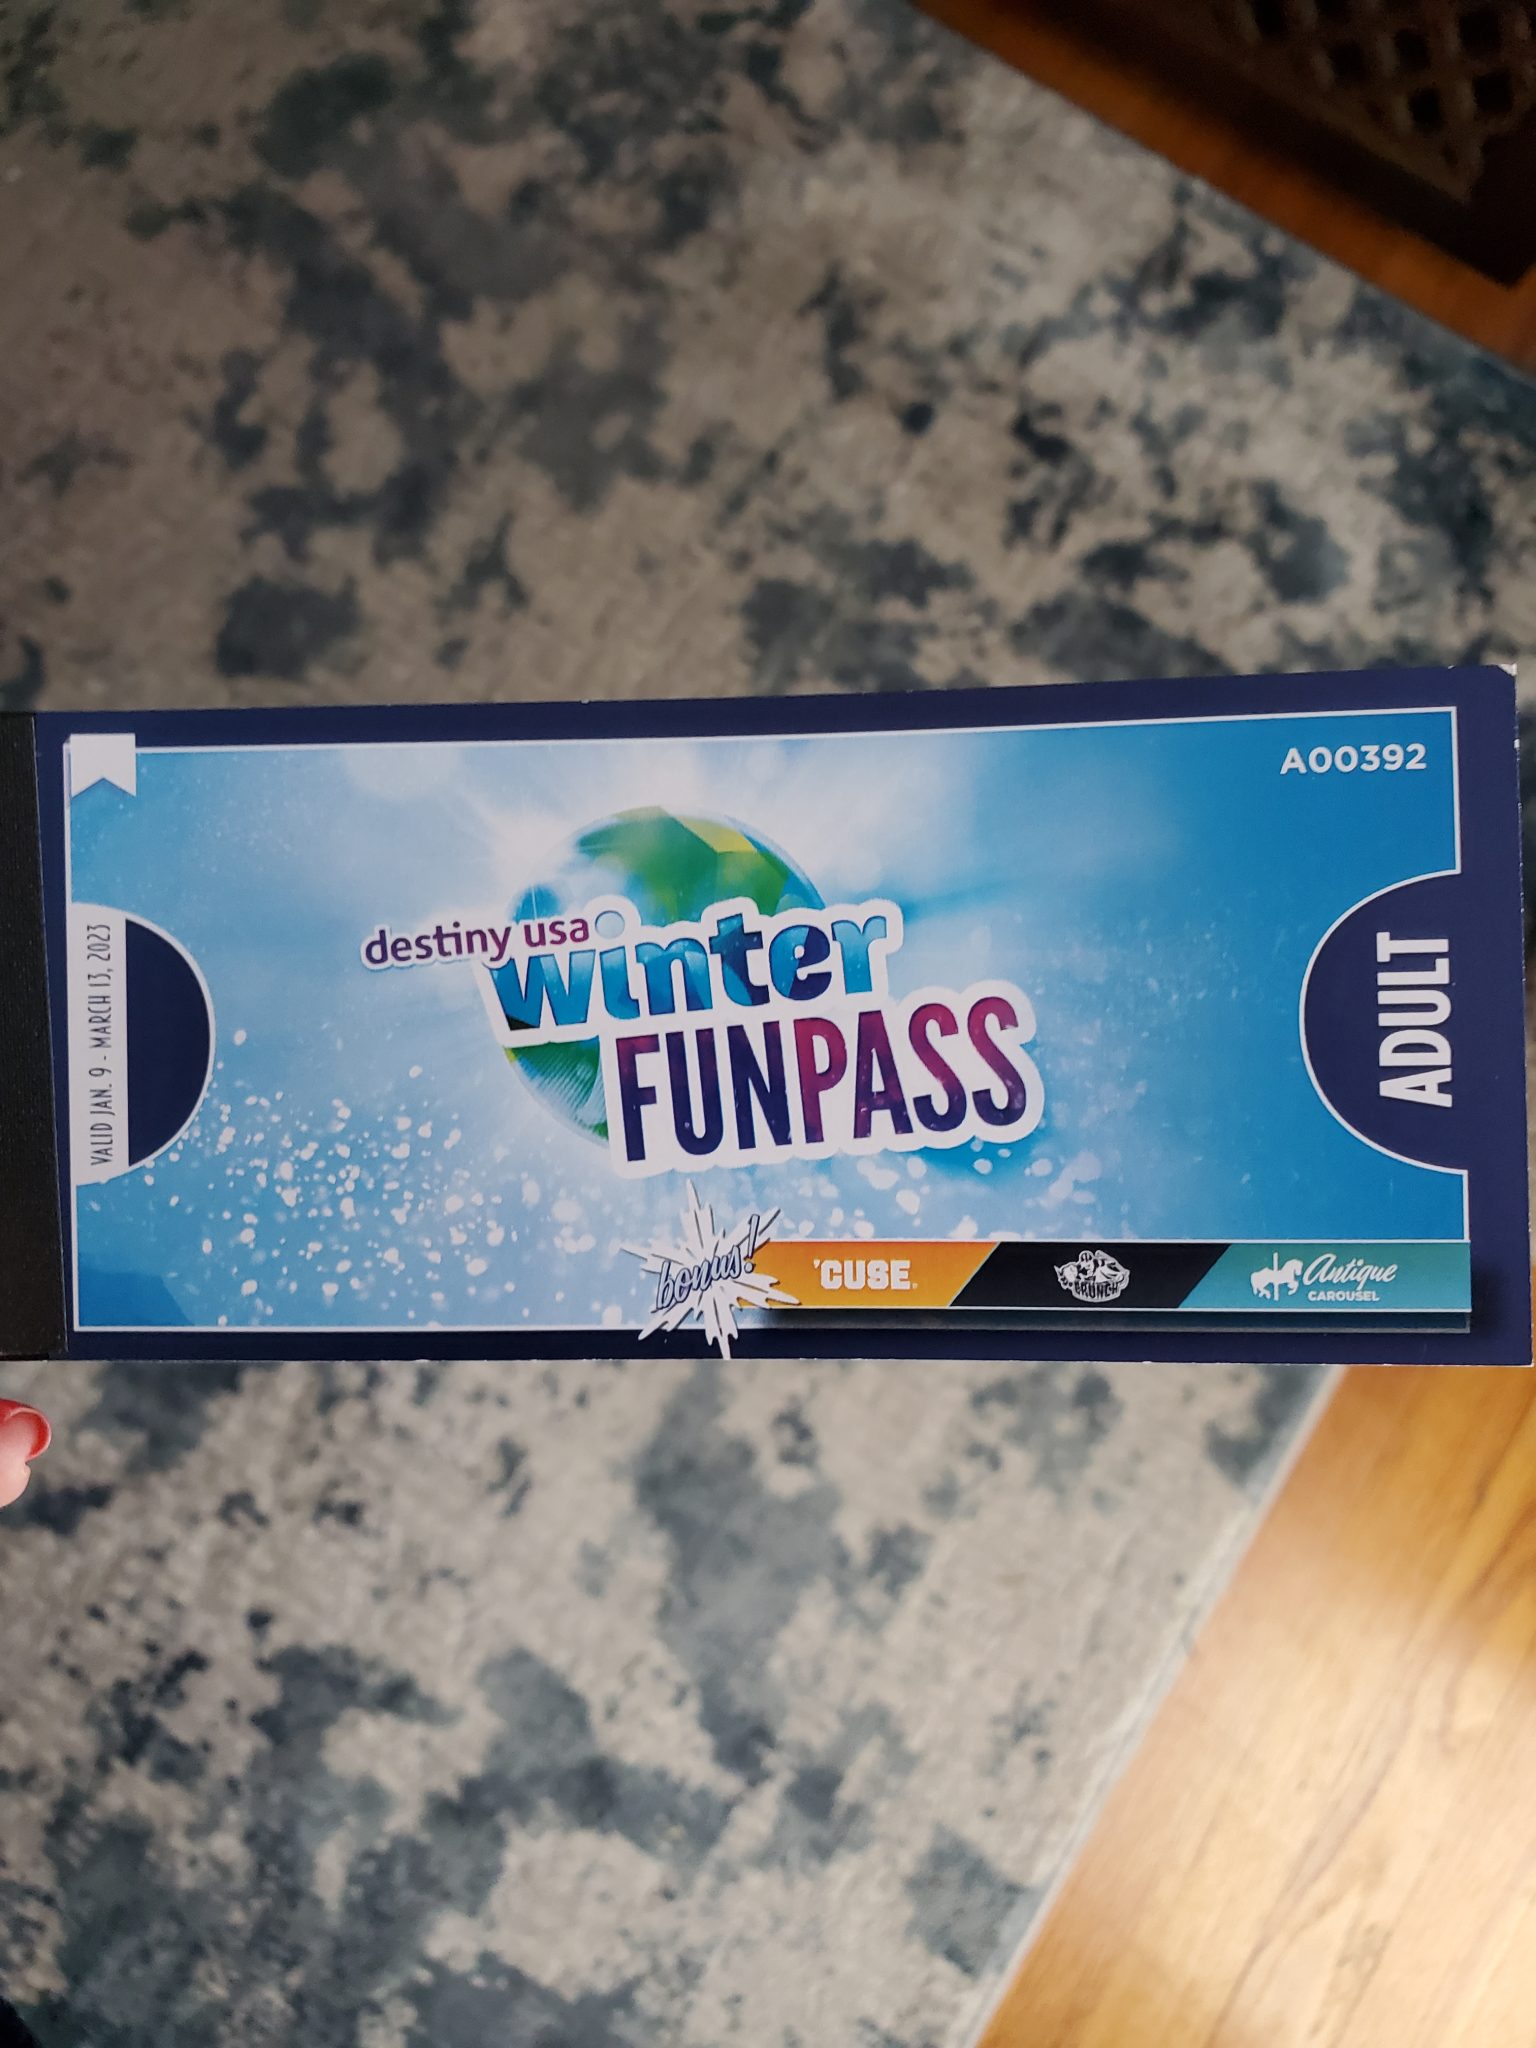 A00392
destiny usa
winter
FUNPASS
VALID JAN. 9 - MARCH 13, 2023
ADULT
bonus!
'CUSE
CRUNCH
Antique
CAROUSEL